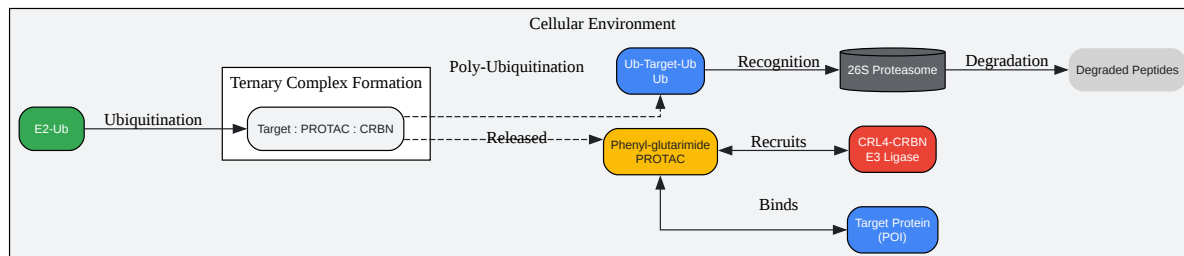 Cellular Environment
Ternary Complex Formation
Poly-Ubiquitination
Ub-Target-Ub
Ub
Recognition
26S Proteasome
Degradation
Degraded Peptides
E2-Ub
Ubiquitination
Target : PROTAC : CRBN
Released
Phenyl-glutarimide
PROTAC
Recruits
CRL4-CRBN
E3 Ligase
Binds
Target Protein
(POI)